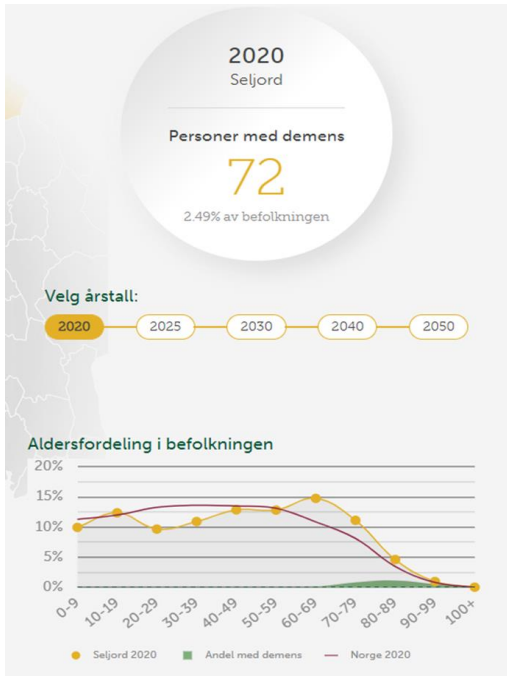 2020
Seljord
Personer med demens
72
2.49% av befolkningen
Velg årstall:
2020 2025 2030 2040 2050
Aldersfordeling i befolkningen
20%
15%
10%
5%
0%
0-9 10-19 20-29 30-39 40-49 50-59 60-69 70-79 80-89 90-99 100+
Seljord 2020 Andel med demens Norge 2020